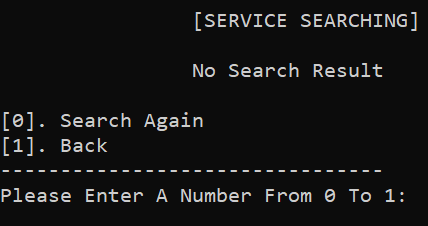 [SERVICE SEARCHING]
No Search Result
[0]. Search Again
[1]. Back
--------------------------------
Please Enter A Number From 0 To 1: